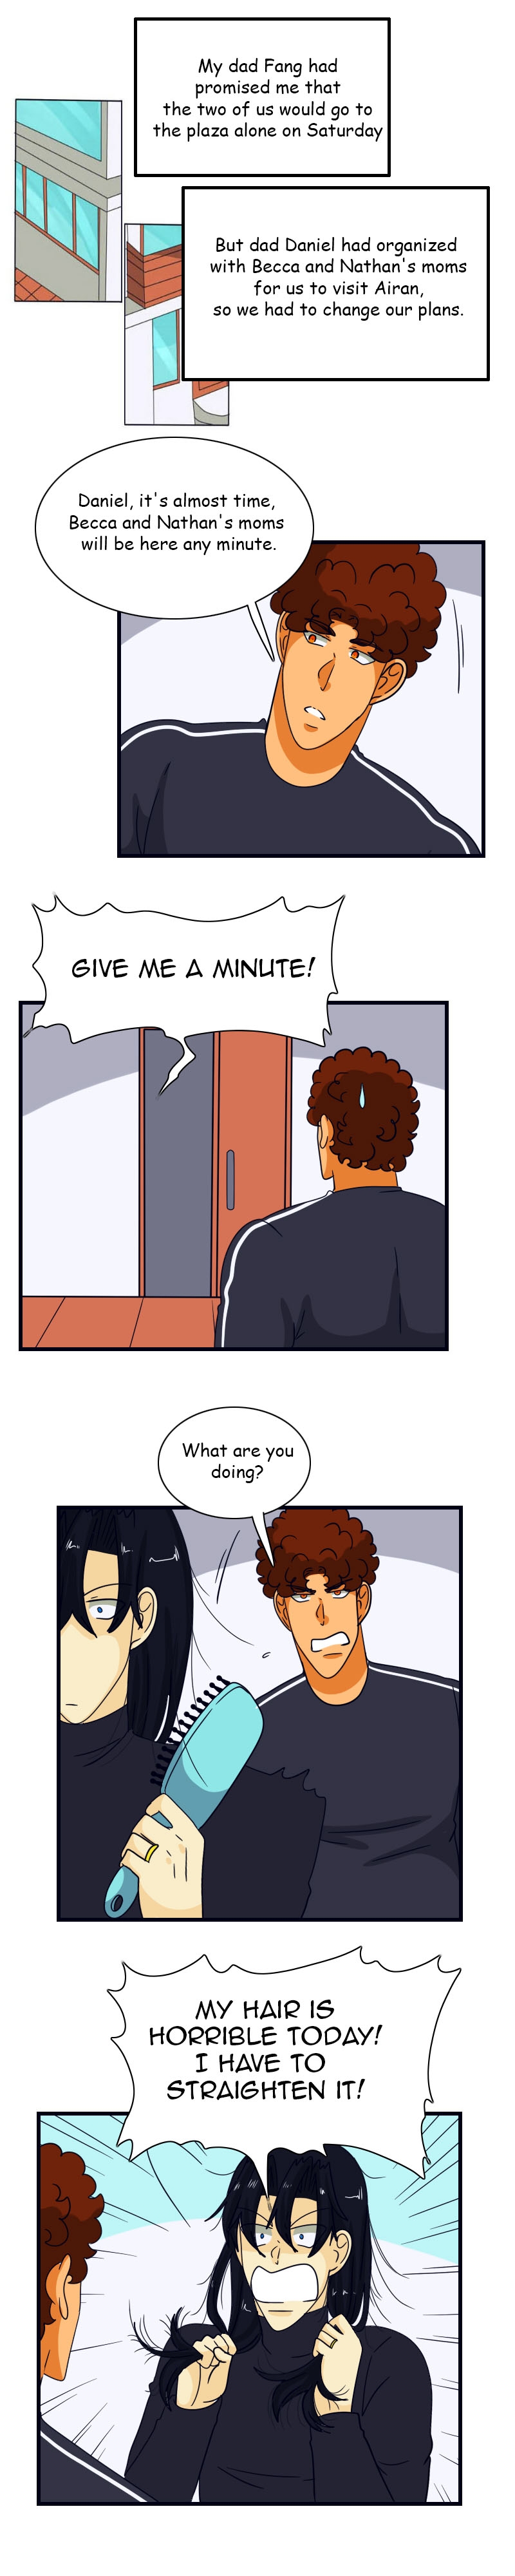 My dad Fang had
promised me that
the two of us would go to
the plaza alone on Saturday
But dad Daniel had organized
with Becca and Nathan's moms
for us to visit Airan,
so we had to change our plans.
Daniel, it's almost time,
Becca and Nathan's moms
will be here any minute.
GIVE ME A MINUTE!
What are you
doing?
MY HAIR IS
HORRIBLE TODAY!
I HAVE TO
STRAIGHTEN IT!